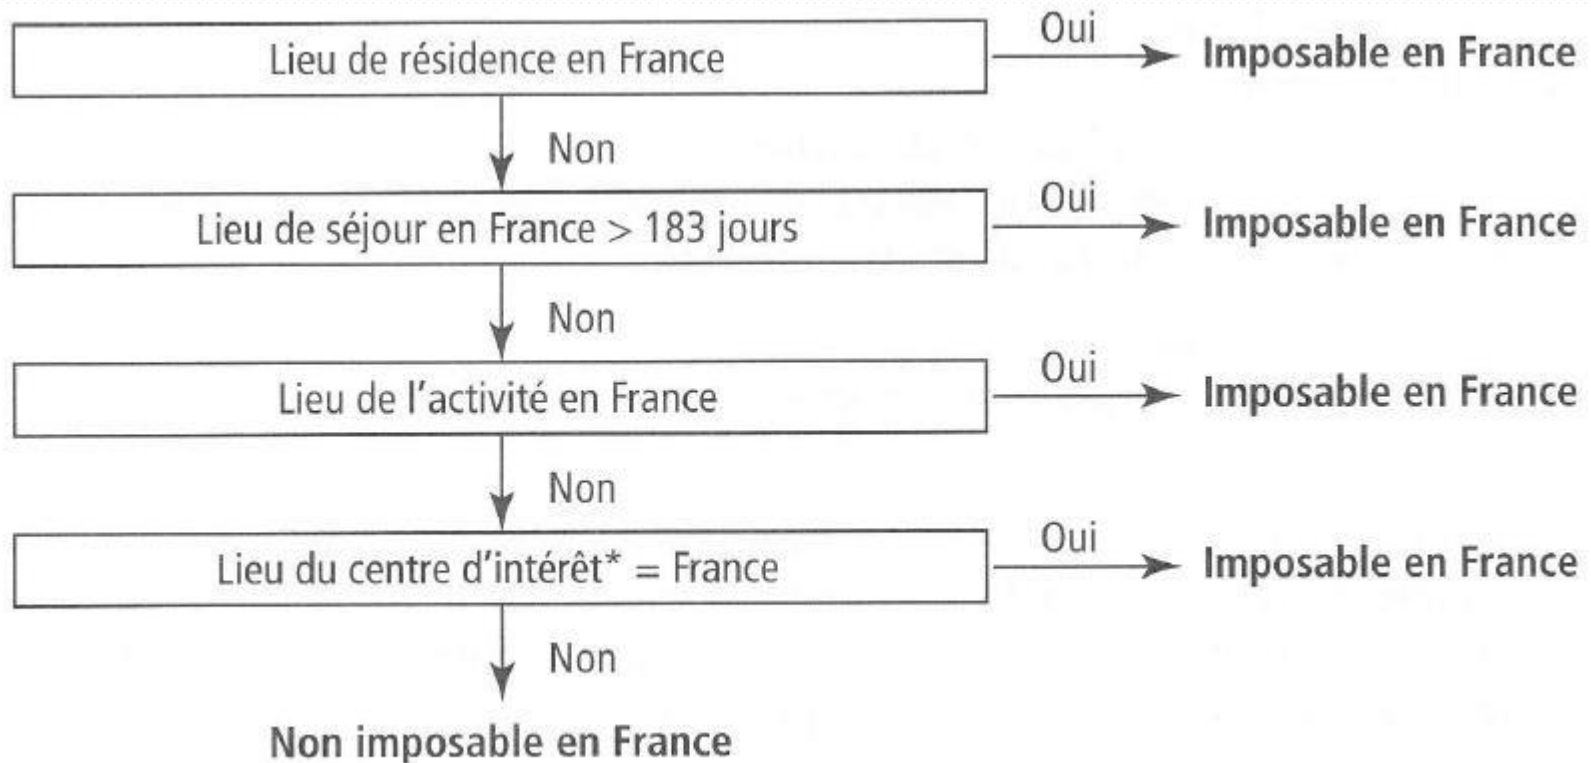 Lieu de résidence en France
Oui
Imposable en France
Non
Lieu de séjour en France > 183 jours
Oui
Imposable en France
Non
Lieu de l'activité en France
Oui
Imposable en France
Non
Lieu du centre d'intérêt* = France
Oui
Imposable en France
Non
Non imposable en France